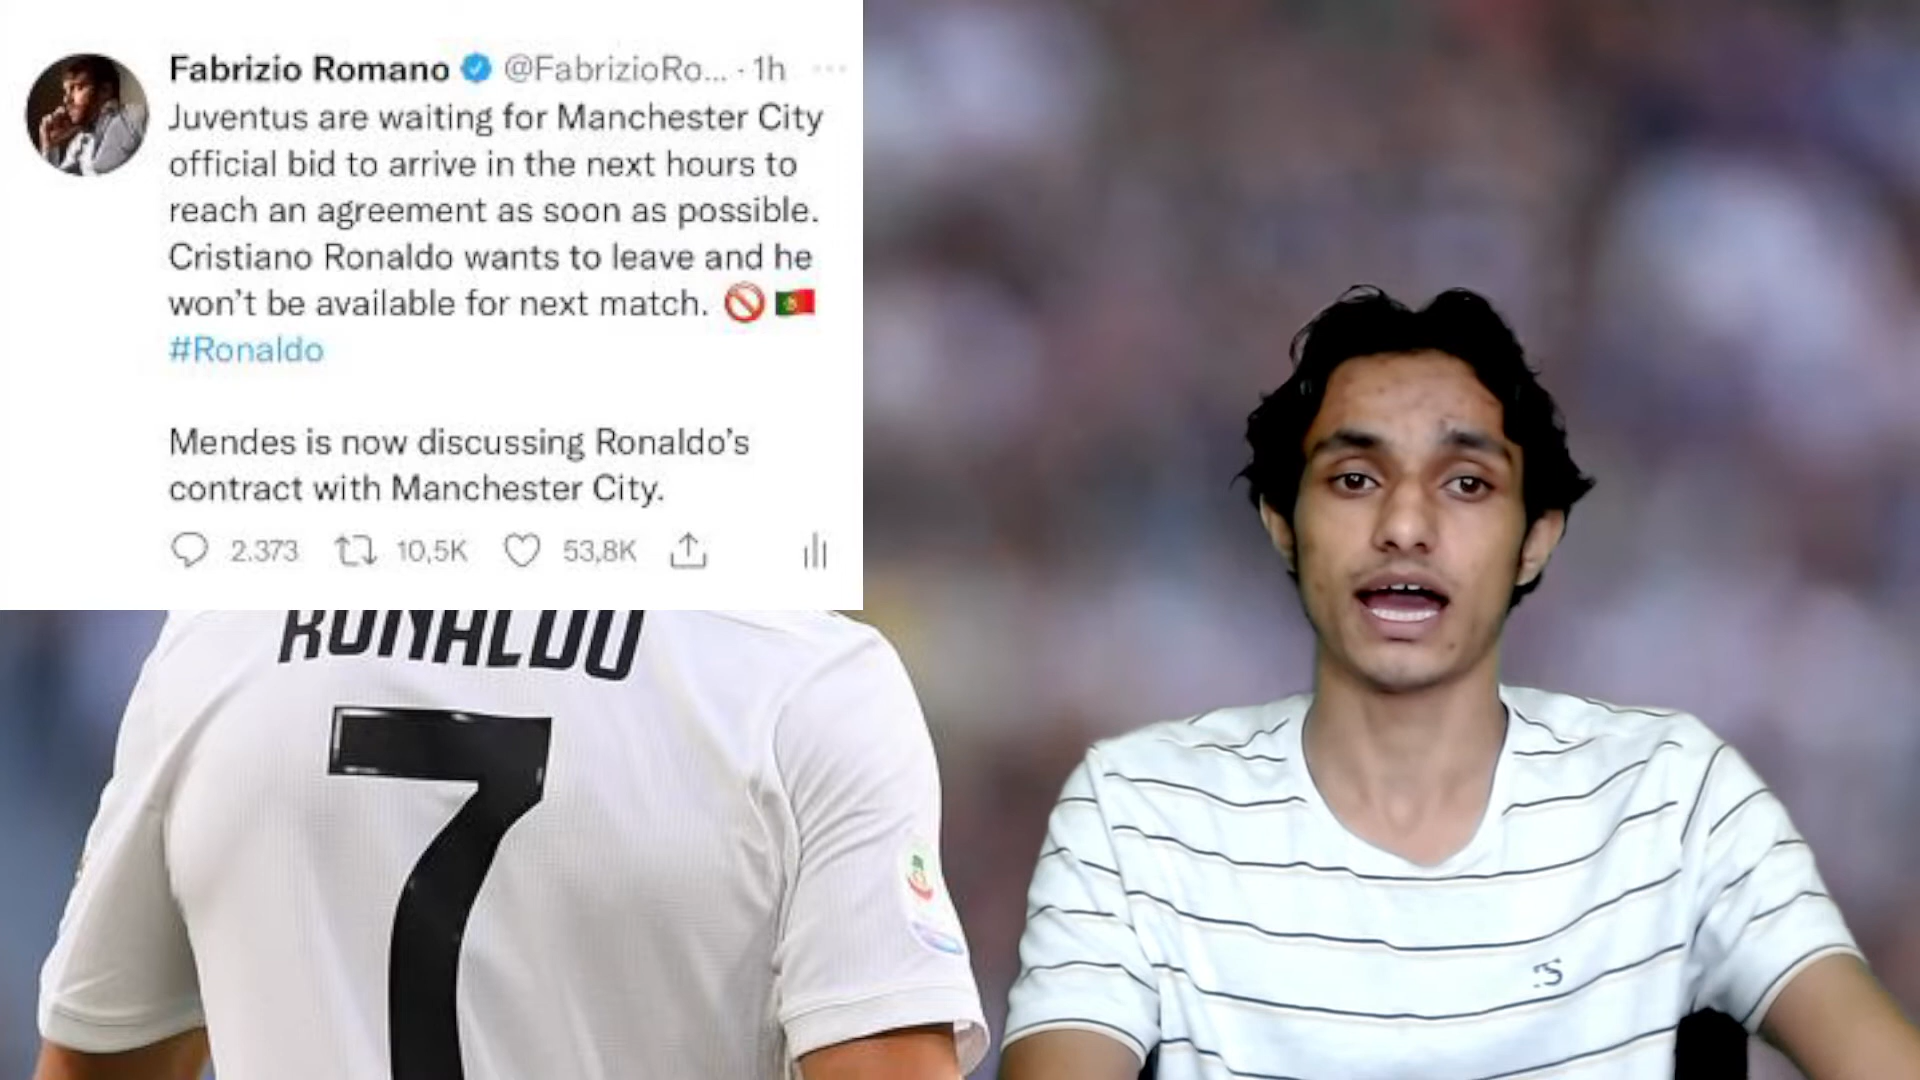 Fabrizio Romano @FabrizioRo... · 1h
Juventus are waiting for Manchester City
official bid to arrive in the next hours to
reach an agreement as soon as possible.
Cristiano Ronaldo wants to leave and he
won't be available for next match. 🚫🇵🇹
#Ronaldo
Mendes is now discussing Ronaldo's
contract with Manchester City.
2.373 10,5K 53,8K
RONALDO
7